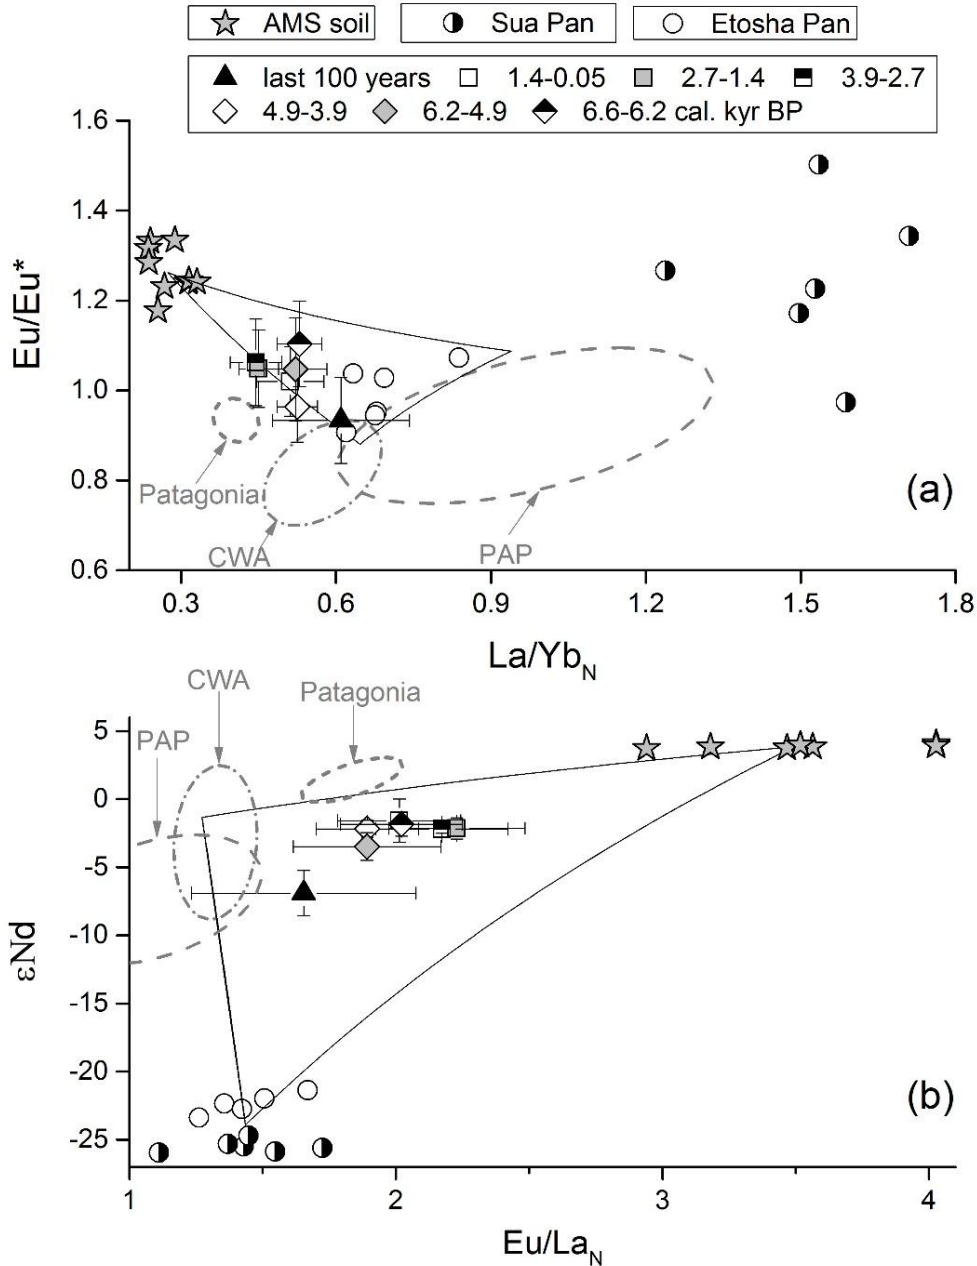 AMS soil Sua Pan Etosha Pan
last 100 years 1.4-0.05 2.7-1.4 3.9-2.7
4.9-3.9 6.2-4.9 6.6-6.2 cal. kyr BP
1.6
1.4
1.2
1.0
0.8
0.6
Eu/Eu*
Patagonia
CWA
PAP
(a)
0.3 0.6 0.9 1.2 1.5 1.8
La/Yb_N
CWA
Patagonia
PAP
5
0
-5
-10
-15
-20
-25
εNd
(b)
1 2 3 4
Eu/La_N